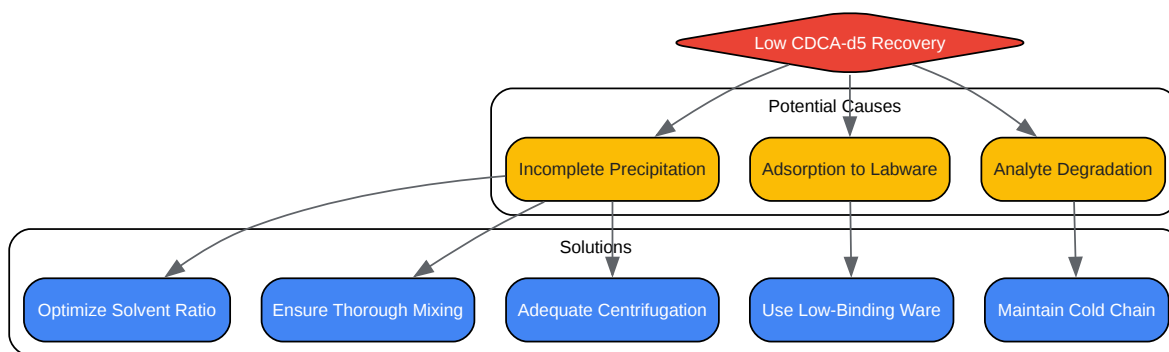 Low CDCA-d5 Recovery
Potential Causes
Incomplete Precipitation
Adsorption to Labware
Analyte Degradation
Solutions
Optimize Solvent Ratio
Ensure Thorough Mixing
Adequate Centrifugation
Use Low-Binding Ware
Maintain Cold Chain